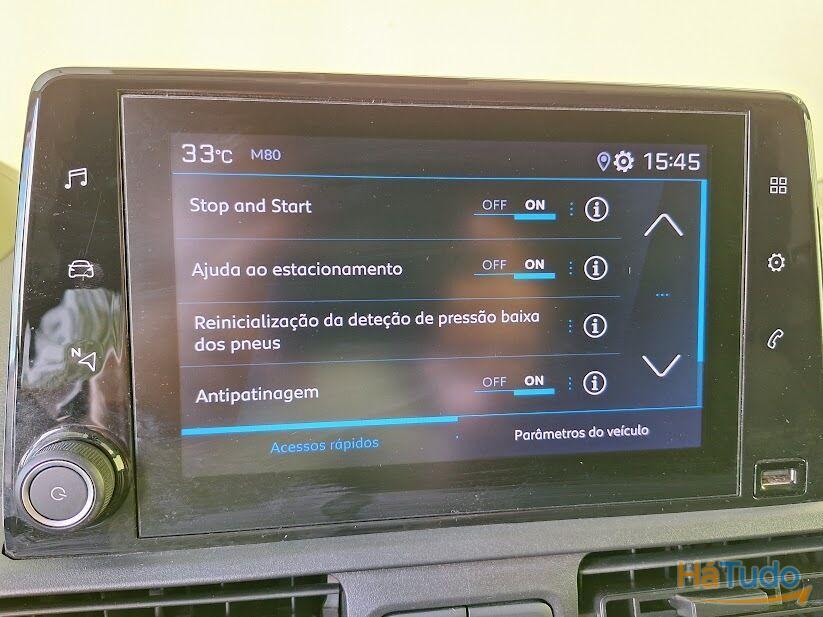 33°C M80 15:45
Stop and Start OFF ON
Ajuda ao estacionamento OFF ON
Reinicialização da deteção de pressão baixa
dos pneus
Antipatinagem OFF ON
Acessos rápidos Parâmetros do veículo
N
HáTudo